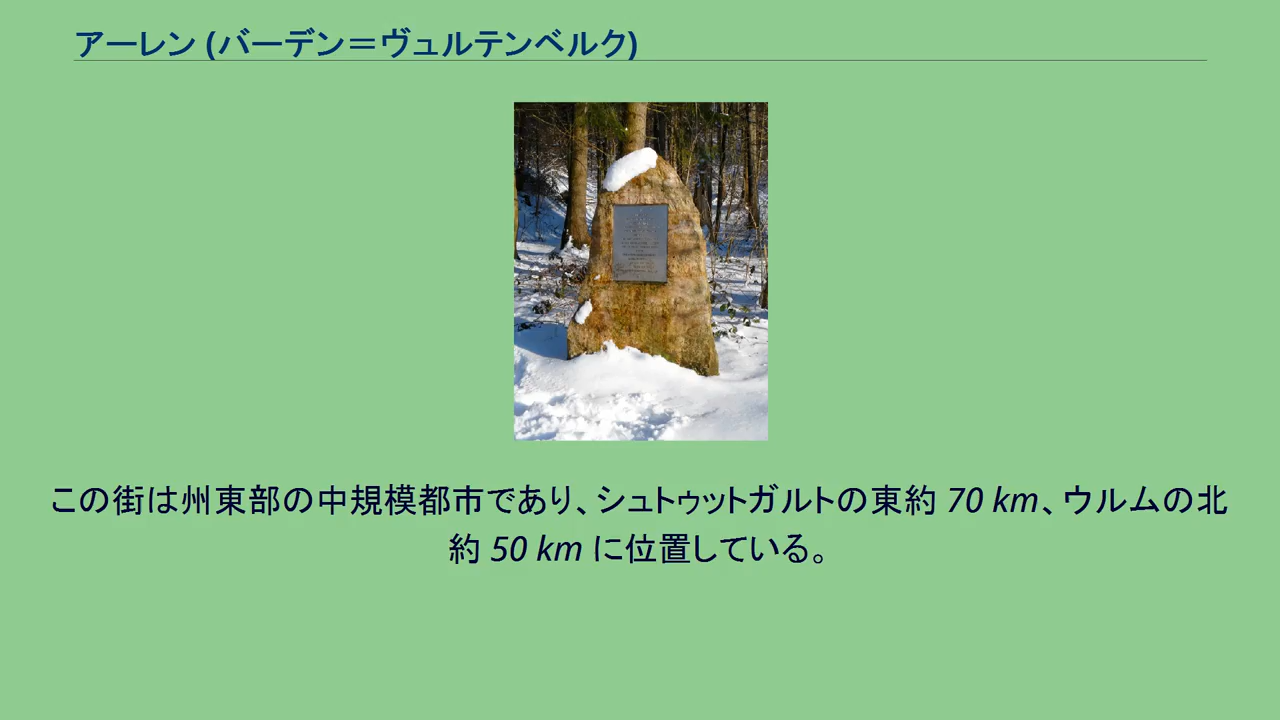 アーレン (バーデン＝ヴュルテンベルク)
この街は州東部の中規模都市であり、シュトゥットガルトの東約 70 km、ウルムの北
約 50 km に位置している。